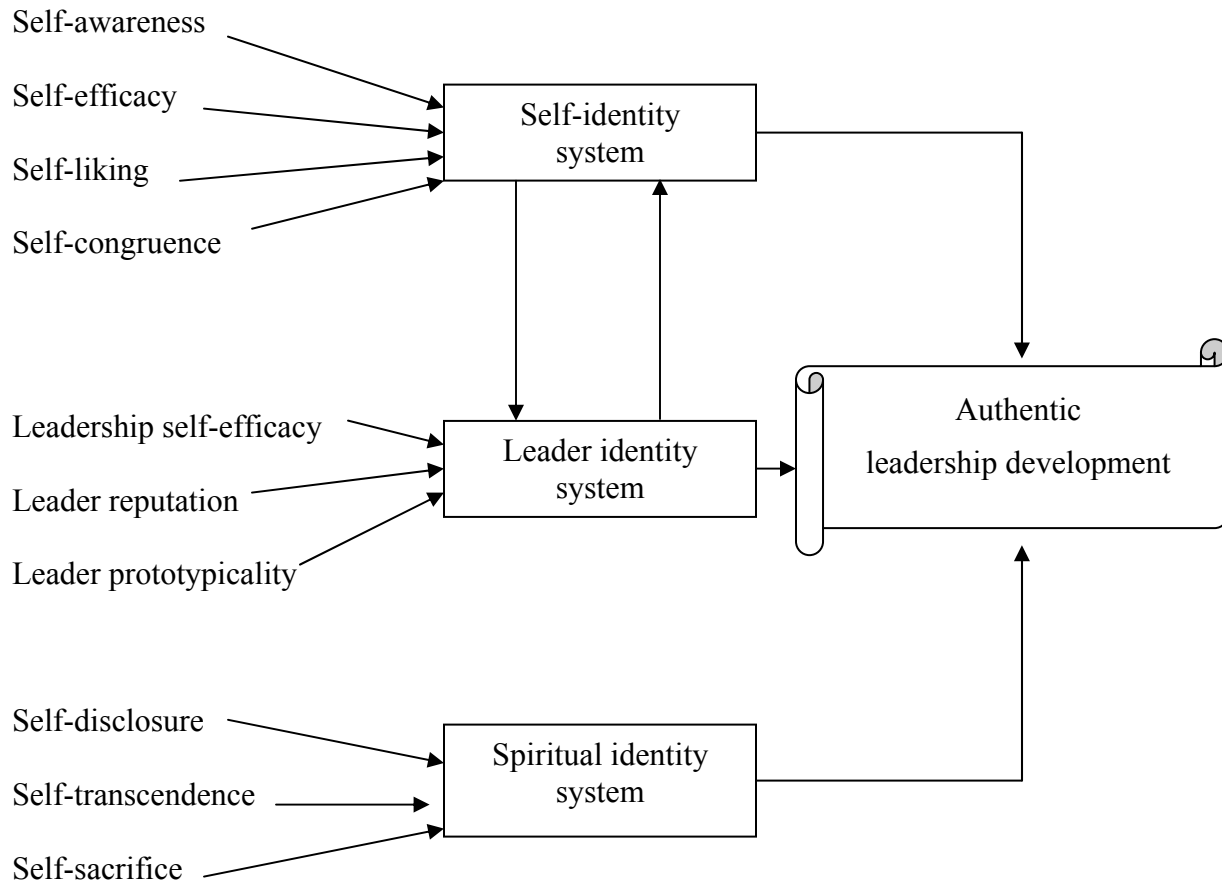 Self-awareness
Self-efficacy
Self-liking
Self-congruence
Self-identity
system
Leadership self-efficacy
Leader reputation
Leader prototypicality
Leader identity
system
Authentic
leadership development
Self-disclosure
Self-transcendence
Self-sacrifice
Spiritual identity
system